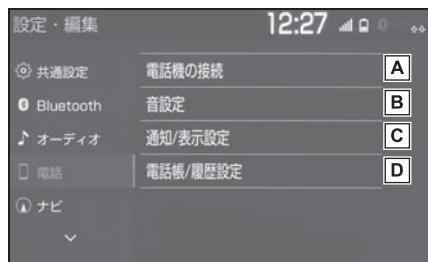 設定・編集 12:27
共通設定
Bluetooth
オーディオ
電話
ナビ
電話機の接続 A
音設定 B
通知/表示設定 C
電話帳/履歴設定 D